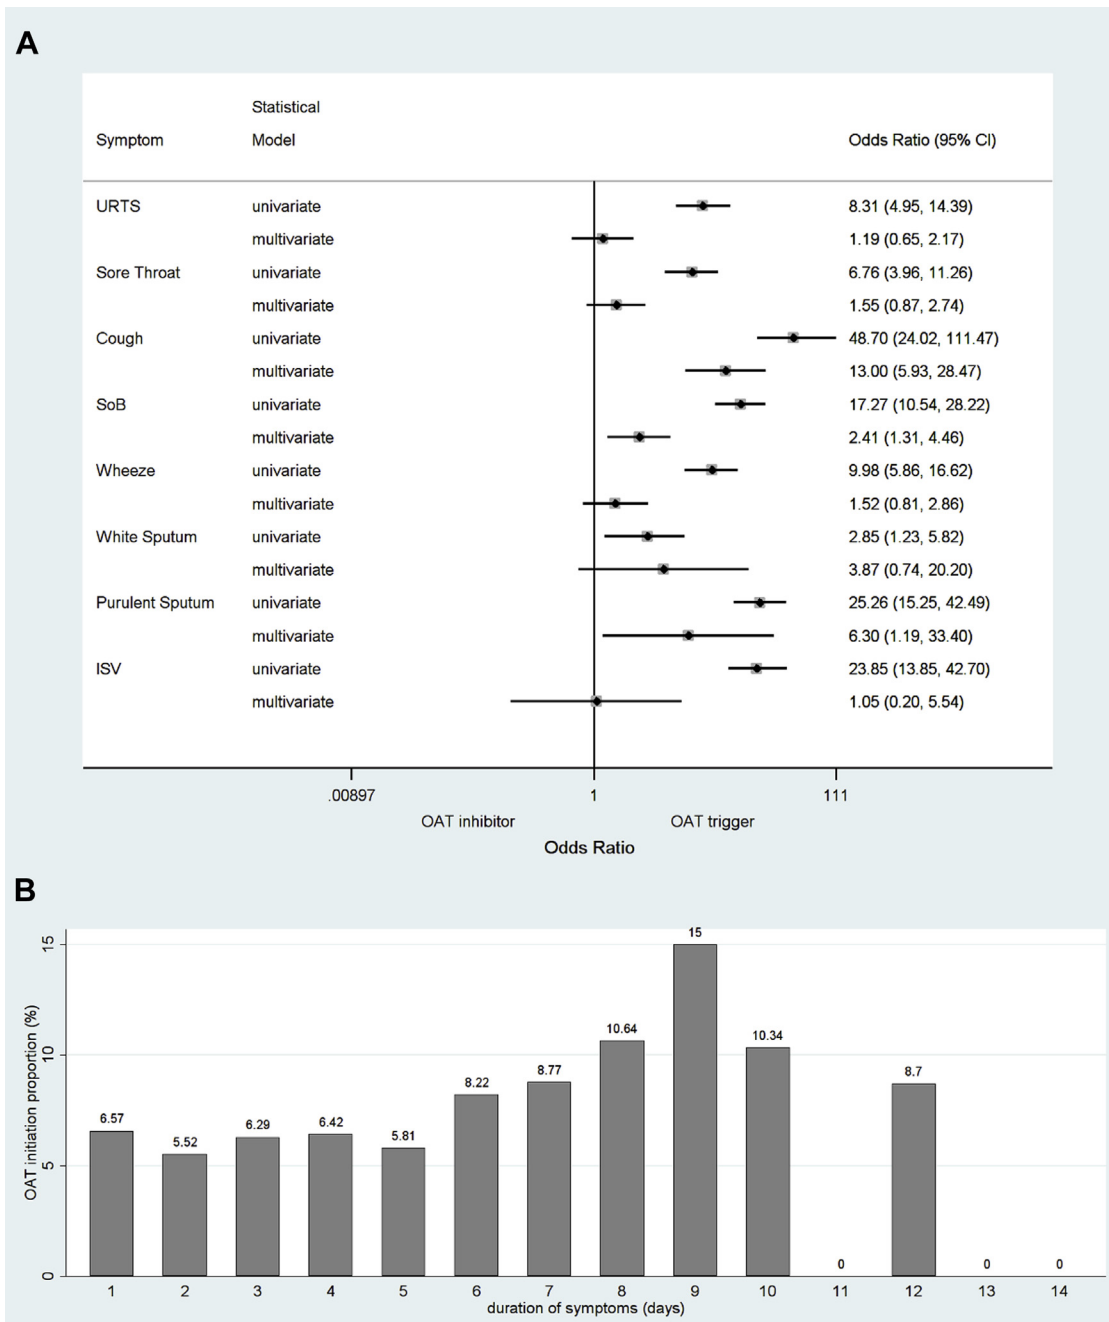 A
Statistical
Symptom Model Odds Ratio (95% CI)
URTS univariate 8.31 (4.95, 14.39)
multivariate 1.19 (0.65, 2.17)
Sore Throat univariate 6.76 (3.96, 11.26)
multivariate 1.55 (0.87, 2.74)
Cough univariate 48.70 (24.02, 111.47)
multivariate 13.00 (5.93, 28.47)
SoB univariate 17.27 (10.54, 28.22)
multivariate 2.41 (1.31, 4.46)
Wheeze univariate 9.98 (5.86, 16.62)
multivariate 1.52 (0.81, 2.86)
White Sputum univariate 2.85 (1.23, 5.82)
multivariate 3.87 (0.74, 20.20)
Purulent Sputum univariate 25.26 (15.25, 42.49)
multivariate 6.30 (1.19, 33.40)
ISV univariate 23.85 (13.85, 42.70)
multivariate 1.05 (0.20, 5.54)
.00897 1 111
OAT inhibitor OAT trigger
Odds Ratio
B
OAT initiation proportion (%)
15
10
5
0
6.57 5.52 6.29 6.42 5.81 8.22 8.77 10.64 15 10.34 0 8.7 0 0
1 2 3 4 5 6 7 8 9 10 11 12 13 14
duration of symptoms (days)